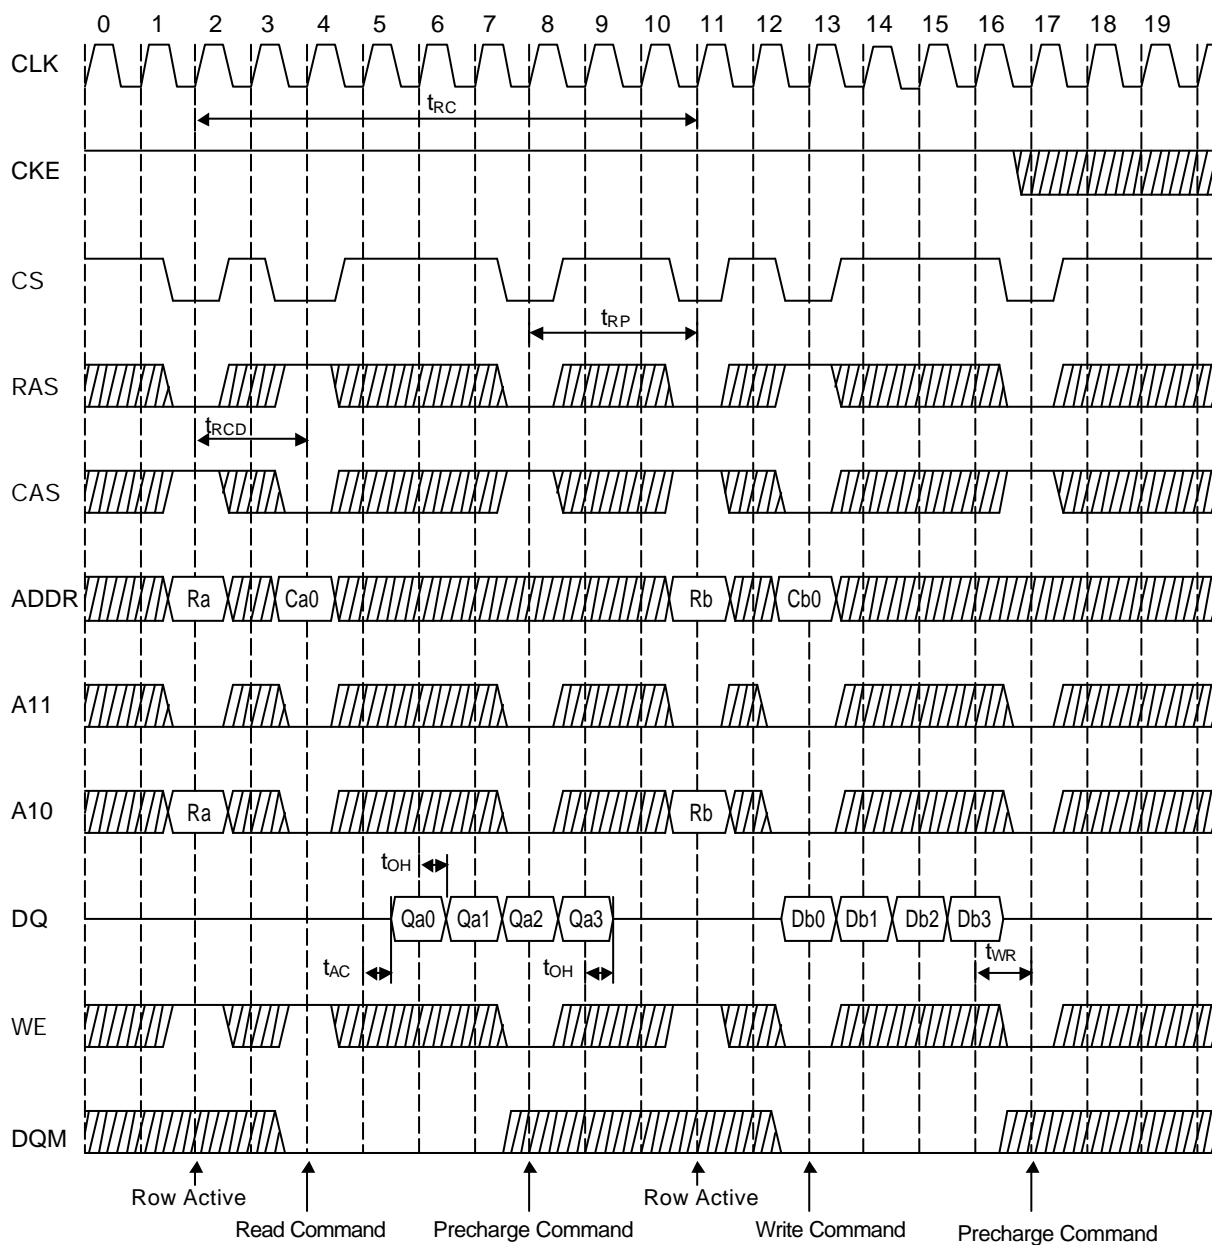 0 1 2 3 4 5 6 7 8 9 10 11 12 13 14 15 16 17 18 19
CLK
tRC
CKE
CS
tRP
RAS
tRCD
CAS
ADDR Ra Ca0 Rb Cb0
A11
A10 Ra Rb
tOH
DQ Qa0 Qa1 Qa2 Qa3 Db0 Db1 Db2 Db3
tAC tOH tWR
WE
DQM
Row Active Row Active
Read Command Precharge Command Write Command Precharge Command